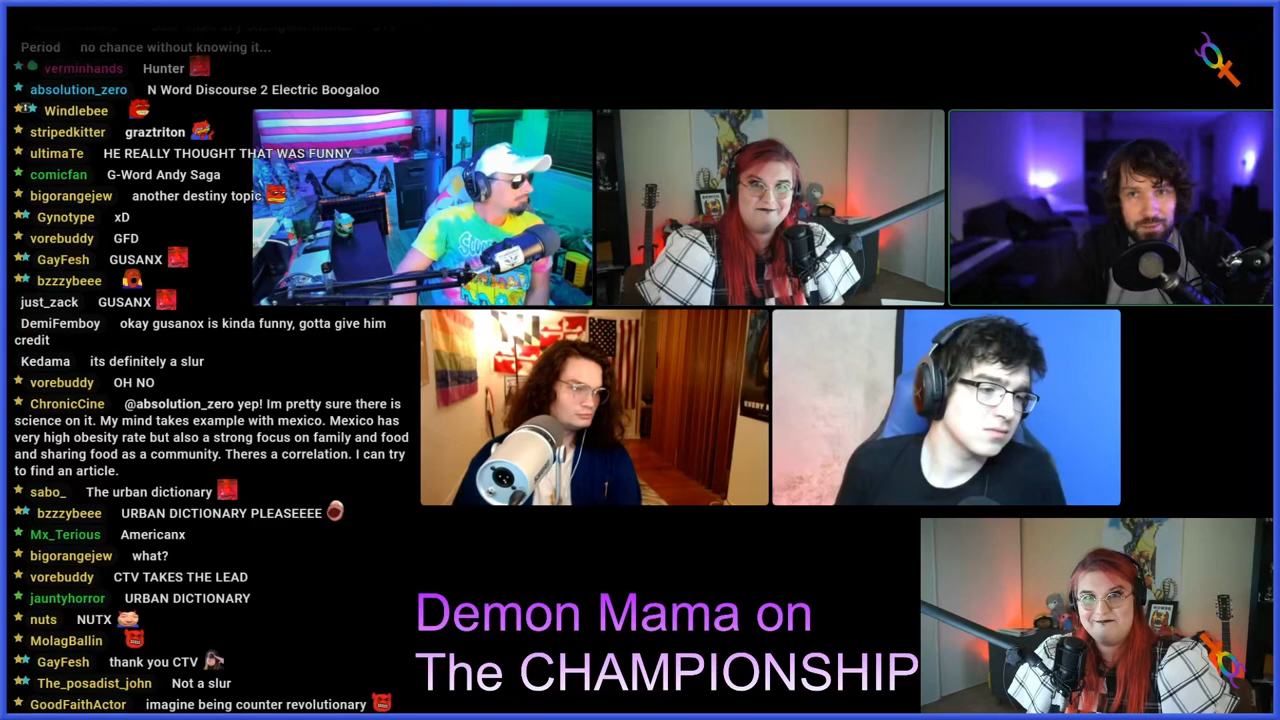 Period no chance without knowing it...
verminhands Hunter
absolution_zero N Word Discourse 2 Electric Boogaloo
Windlebee
stripedkitter graztriton
ultimaTe HE REALLY THOUGHT THAT WAS FUNNY
comicfan G-Word Andy Saga
bigorangejew another destiny topic
Gynotype xD
vorebuddy GFD
GayFesh GUSANX
bzzzybeee
just_zack GUSANX
DemiFemboy okay gusanox is kinda funny, gotta give him
credit
Kedama its definitely a slur
vorebuddy OH NO
ChronicCine @absolution_zero yep! Im pretty sure there is
science on it. My mind takes example with mexico. Mexico has
very high obesity rate but also a strong focus on family and food
and sharing food as a community. Theres a correlation. I can try
to find an article.
sabo_ The urban dictionary
bzzzybeee URBAN DICTIONARY PLEASEEEE
Mx_Terious Americanx
bigorangejew what?
vorebuddy CTV TAKES THE LEAD
jauntyhorror URBAN DICTIONARY
nuts NUTX
MolagBallin
GayFesh thank you CTV
The_posadist_john Not a slur
GoodFaithActor imagine being counter revolutionary
Demon Mama on
The CHAMPIONSHIP